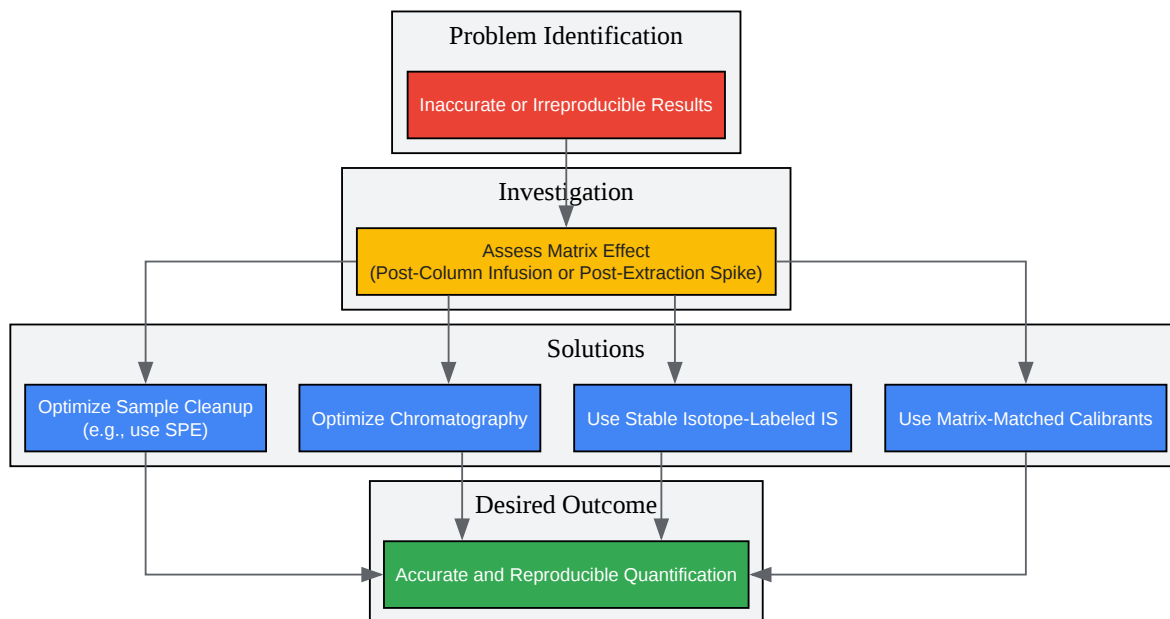 Problem Identification
Inaccurate or Irreproducible Results
Investigation
Assess Matrix Effect
(Post-Column Infusion or Post-Extraction Spike)
Solutions
Optimize Sample Cleanup
(e.g., use SPE)
Optimize Chromatography
Use Stable Isotope-Labeled IS
Use Matrix-Matched Calibrants
Desired Outcome
Accurate and Reproducible Quantification